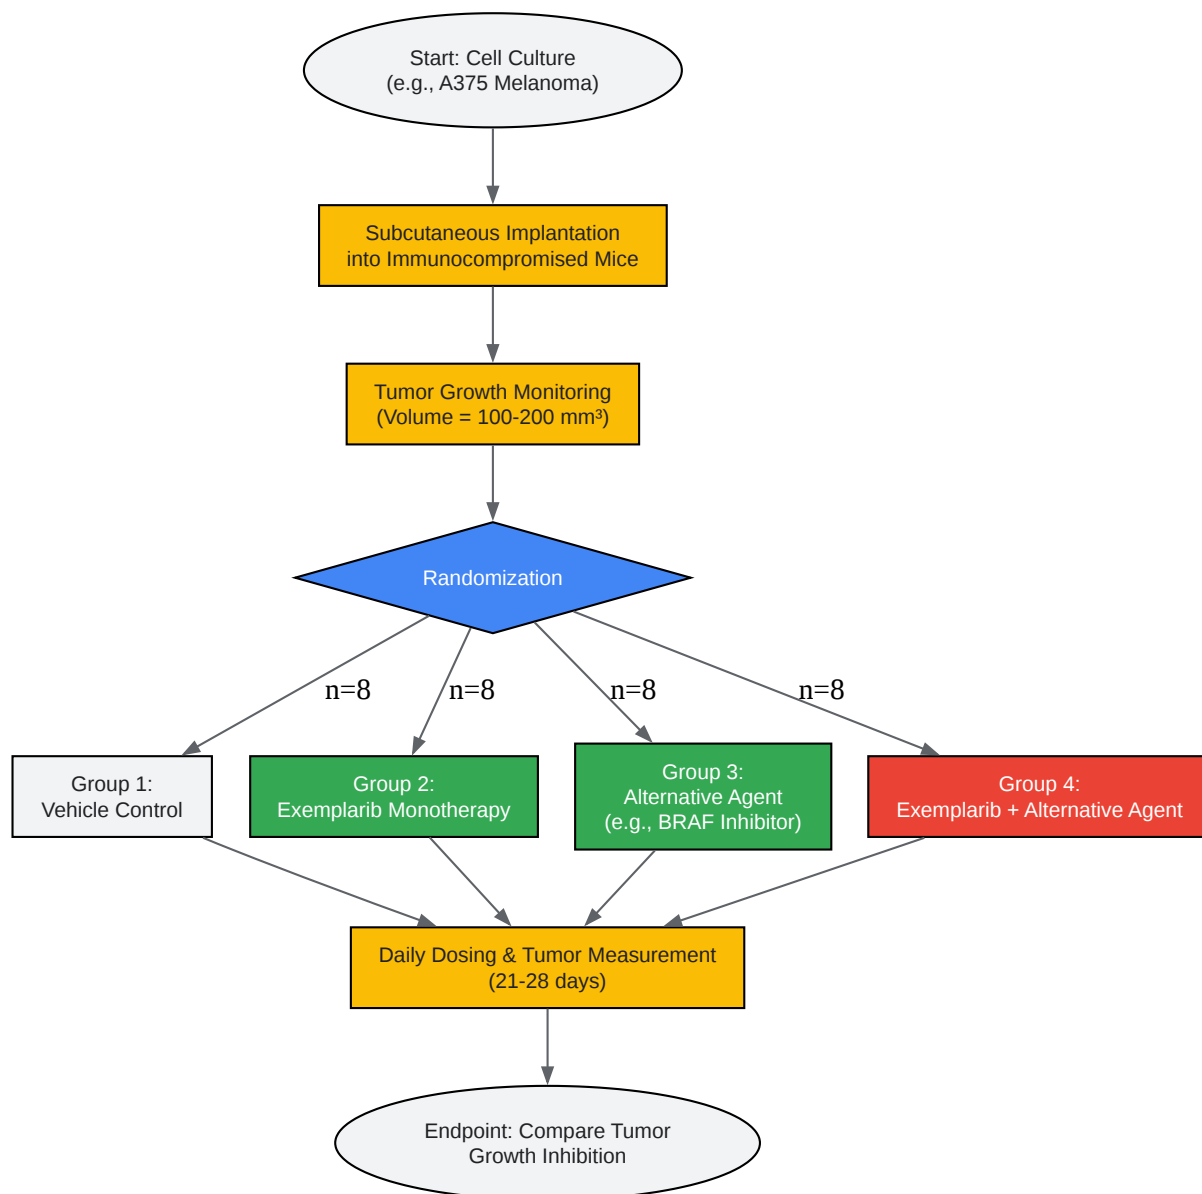 Start: Cell Culture
(e.g., A375 Melanoma)
Subcutaneous Implantation
into Immunocompromised Mice
Tumor Growth Monitoring
(Volume = 100-200 mm³)
Randomization
n=8
n=8
n=8
n=8
Group 1:
Vehicle Control
Group 2:
Exemplarib Monotherapy
Group 3:
Alternative Agent
(e.g., BRAF Inhibitor)
Group 4:
Exemplarib + Alternative Agent
Daily Dosing & Tumor Measurement
(21-28 days)
Endpoint: Compare Tumor
Growth Inhibition